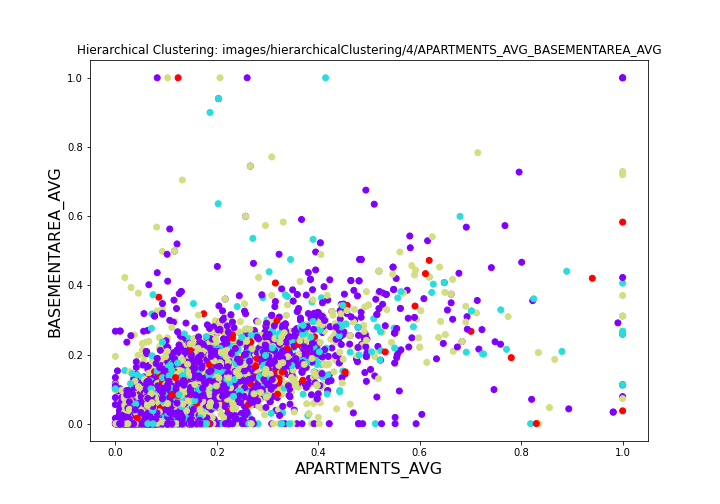 Hierarchical Clustering: images/hierarchicalClustering/4/APARTMENTS_AVG_BASEMENTAREA_AVG
1.0
0.8
0.6
0.4
0.2
0.0
BASEMENTAREA_AVG
0.0 0.2 0.4 0.6 0.8 1.0
APARTMENTS_AVG